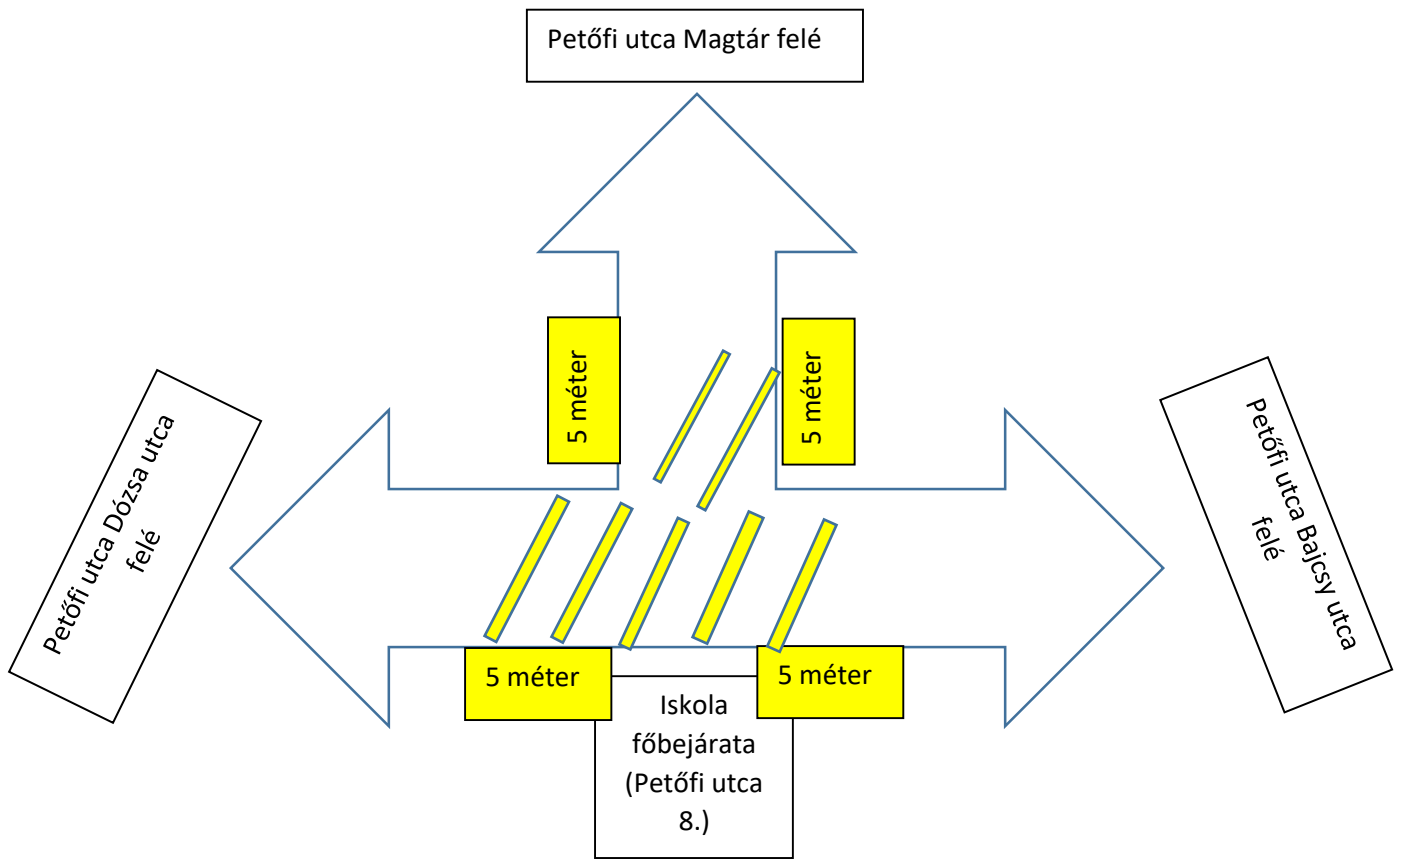 Petőfi utca Magtár felé
5 méter
5 méter
Petőfi utca Dózsa utca
felé
Petőfi utca Bajcsy utca
felé
5 méter
5 méter
Iskola
főbejárata
(Petőfi utca
8.)